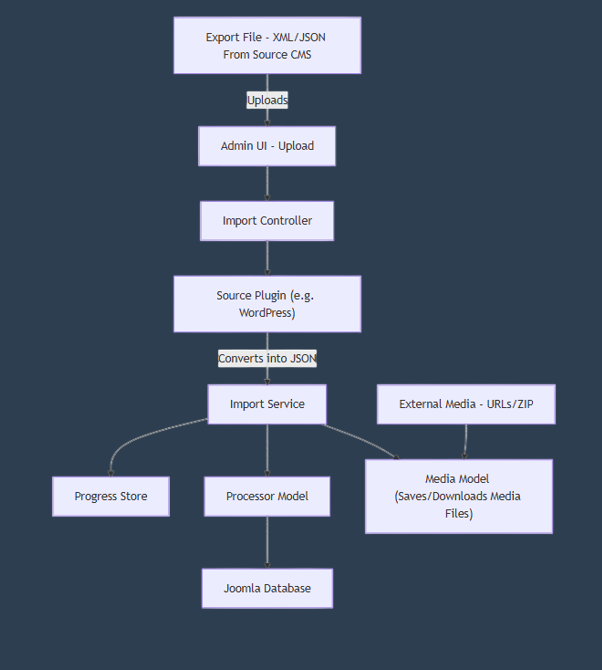 Export File - XML/JSON
From Source CMS
Uploads
Admin UI - Upload
Import Controller
Source Plugin (e.g.
WordPress)
Converts into JSON
Import Service
External Media - URLs/ZIP
Progress Store
Processor Model
Media Model
(Saves/Downloads Media
Files)
Joomla Database